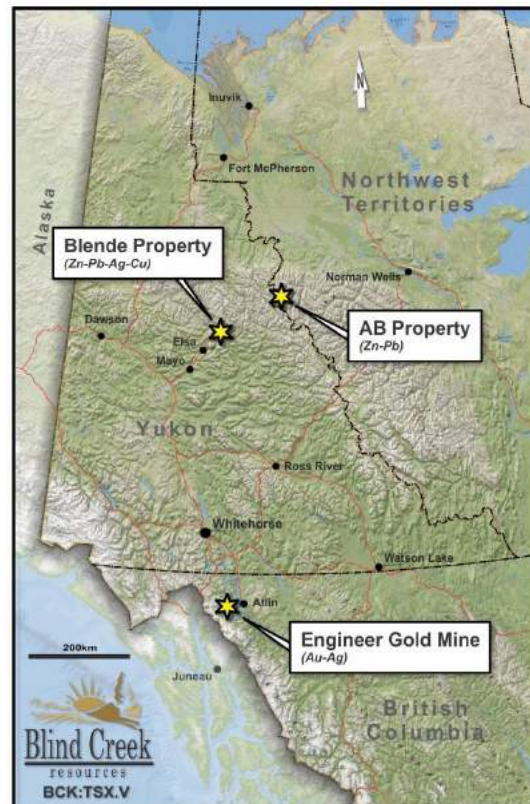 Inuvik
N
Fort McPherson
Northwest
Territories
Alaska
Blende Property
(Zn-Pb-Ag-Cu)
Norman Wells
AB Property
(Zn-Pb)
Dawson
Elsa
Mayo
Yukon
Ross River
Whitehorse
Watson Lake
Atlin
Engineer Gold Mine
(Au-Ag)
200km
Juneau
British
Columbia
Blind Creek
resources
BCK:TSX.V